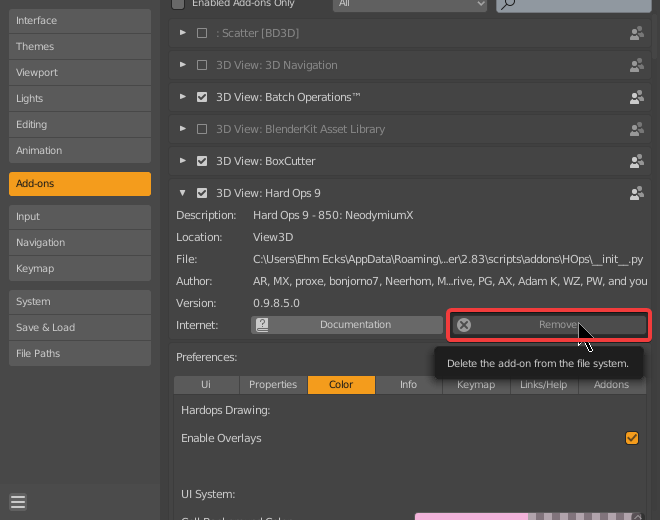 Interface
Themes
Viewport
Lights
Editing
Animation
Add-ons
Input
Navigation
Keymap
System
Save & Load
File Paths
Enabled Add-ons Only
All
: Scatter [BD3D]
3D View: 3D Navigation
3D View: Batch Operations™
3D View: BlenderKit Asset Library
3D View: BoxCutter
3D View: Hard Ops 9
Description: Hard Ops 9 - 850: NeodymiumX
Location: View3D
File: C:\Users\Ehm Ecks\AppData\Roaming\...er\2.83\scripts\addons\HOps\__init__.py
Author: AR, MX, proxe, bonjorno7, Neerhom, M...rive, PG, AX, Adam K, WZ, PW, and you
Version: 0.9.8.5.0
Internet: Documentation Remove
Delete the add-on from the file system.
Preferences:
Ui Properties Color Info Keymap Links/Help Addons
Hardops Drawing:
Enable Overlays
UI System: